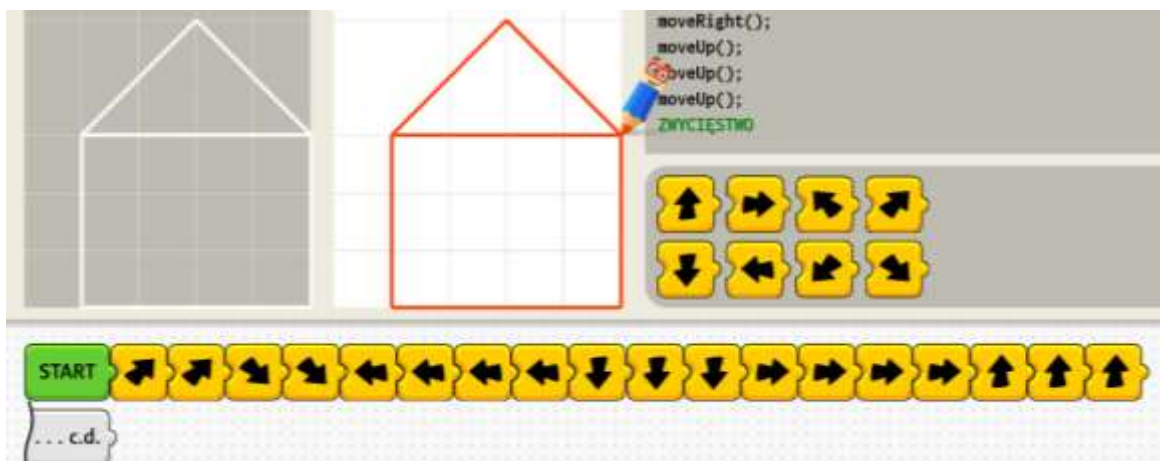 moveRight();
moveUp();
moveUp();
moveUp();
ZWYCIĘSTWO
START
... c.d.